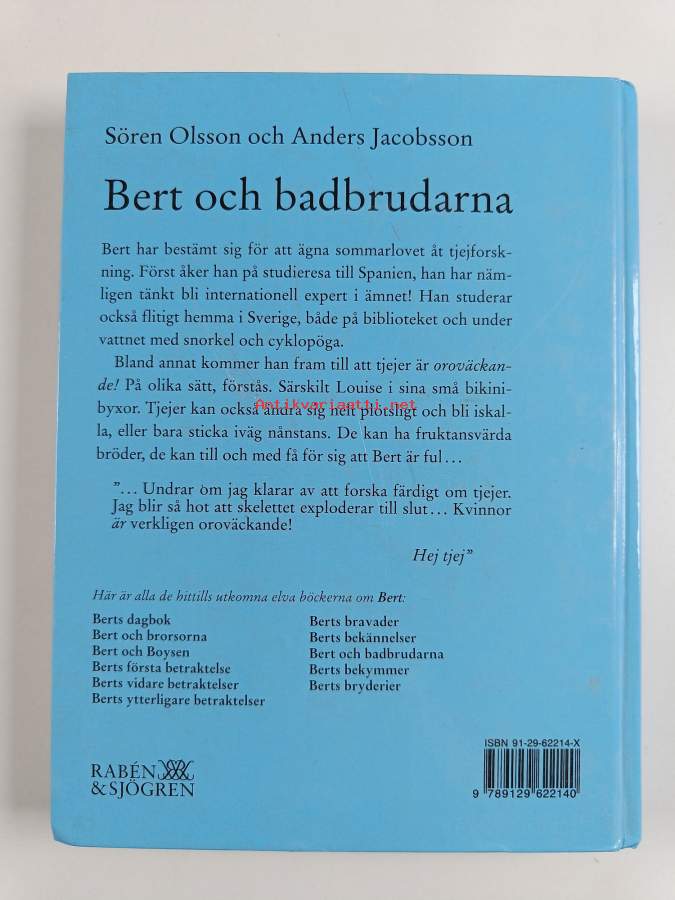 Sören Olsson och Anders Jacobsson
Bert och badbrudarna
Bert har bestämt sig för att ägna sommarlovet åt tjejforsk-
ning. Först åker han på studieresa till Spanien, han har näm-
ligen tänkt bli internationell expert i ämnet! Han studerar
också flitigt hemma i Sverige, både på biblioteket och under
vattnet med snorkel och cyklopöga.
Bland annat kommer han fram till att tjejer är oroväckan-
de! På olika sätt, förstås. Särskilt Louise i sina små bikini-
Antikvariaatti.net
byxor. Tjejer kan också ändra sig helt plötsligt och bli iskal-
la, eller bara sticka iväg nånstans. De kan ha fruktansvärda
bröder, de kan till och med få för sig att Bert är ful...
"... Undrar om jag klarar av att forska färdigt om tjejer.
Jag blir så hot att skelettet exploderar till slut... Kvinnor
är verkligen oroväckande!
Hej tjej"
Här är alla de hittills utkomna elva böckerna om Bert:
Berts dagbok
Bert och brorsorna
Bert och Boysen
Berts första betraktelse
Berts vidare betraktelser
Berts ytterligare betraktelser
Berts bravader
Berts bekännelser
Bert och badbrudarna
Berts bekymmer
Berts bryderier
RABÉN
&SJÖGREN
ISBN 91-29-62214-X
9 789129 622140